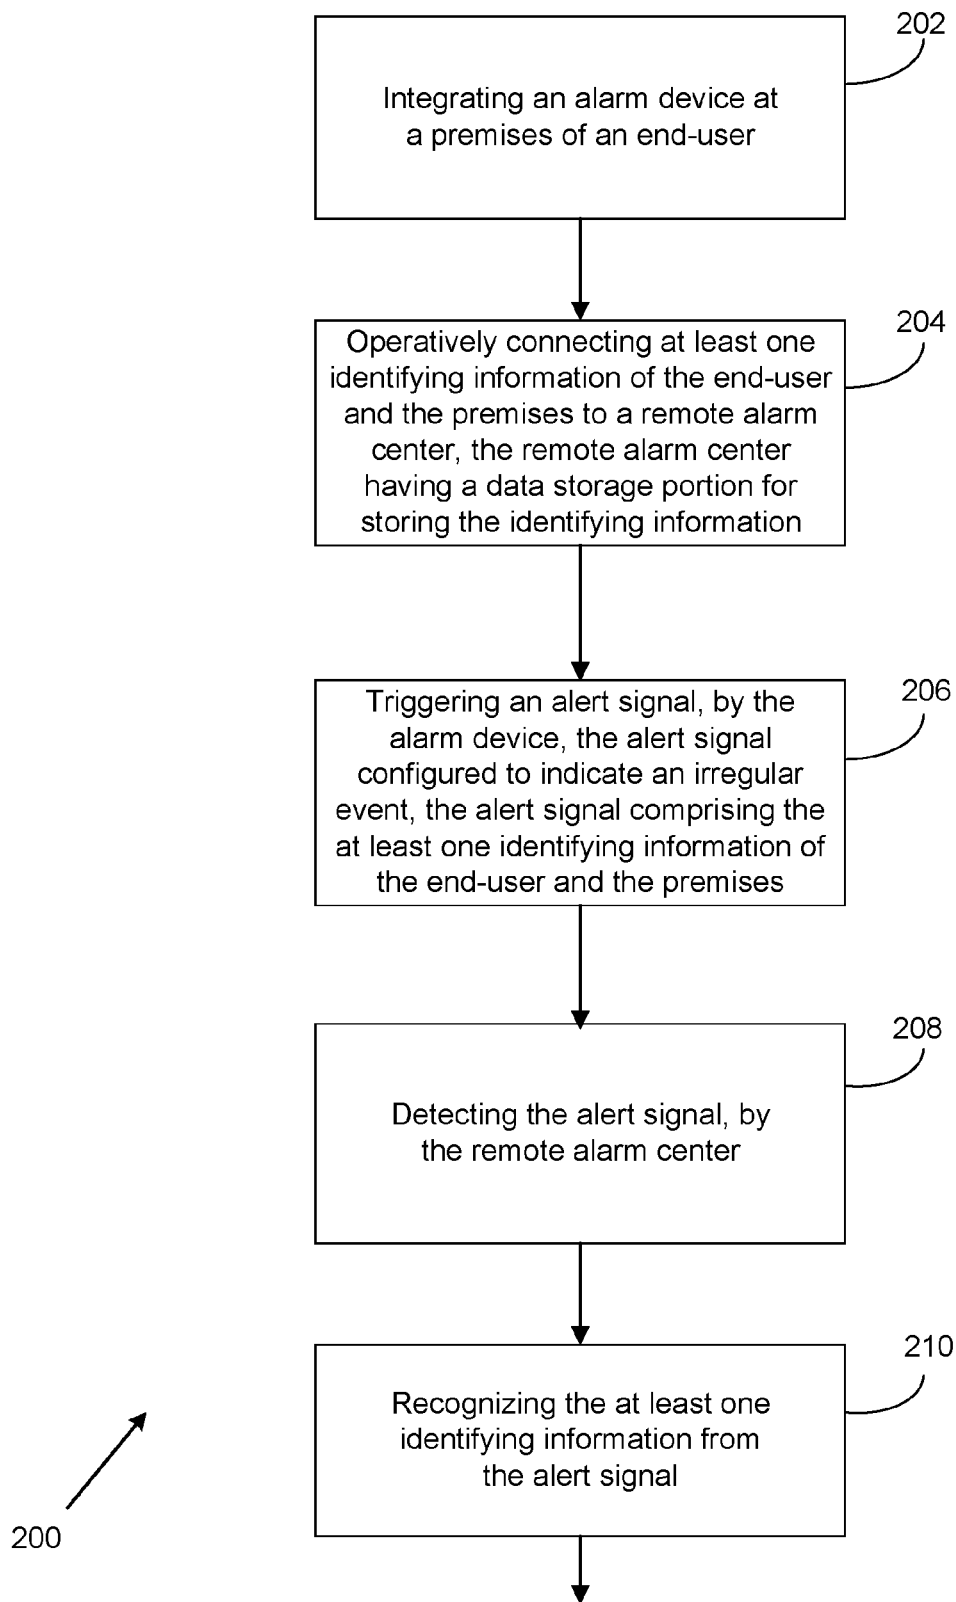 202
Integrating an alarm device at
a premises of an end-user
204
Operatively connecting at least one
identifying information of the end-user
and the premises to a remote alarm
center, the remote alarm center
having a data storage portion for
storing the identifying information
206
Triggering an alert signal, by the
alarm device, the alert signal
configured to indicate an irregular
event, the alert signal comprising the
at least one identifying information of
the end-user and the premises
208
Detecting the alert signal, by
the remote alarm center
210
Recognizing the at least one
identifying information from
the alert signal
200